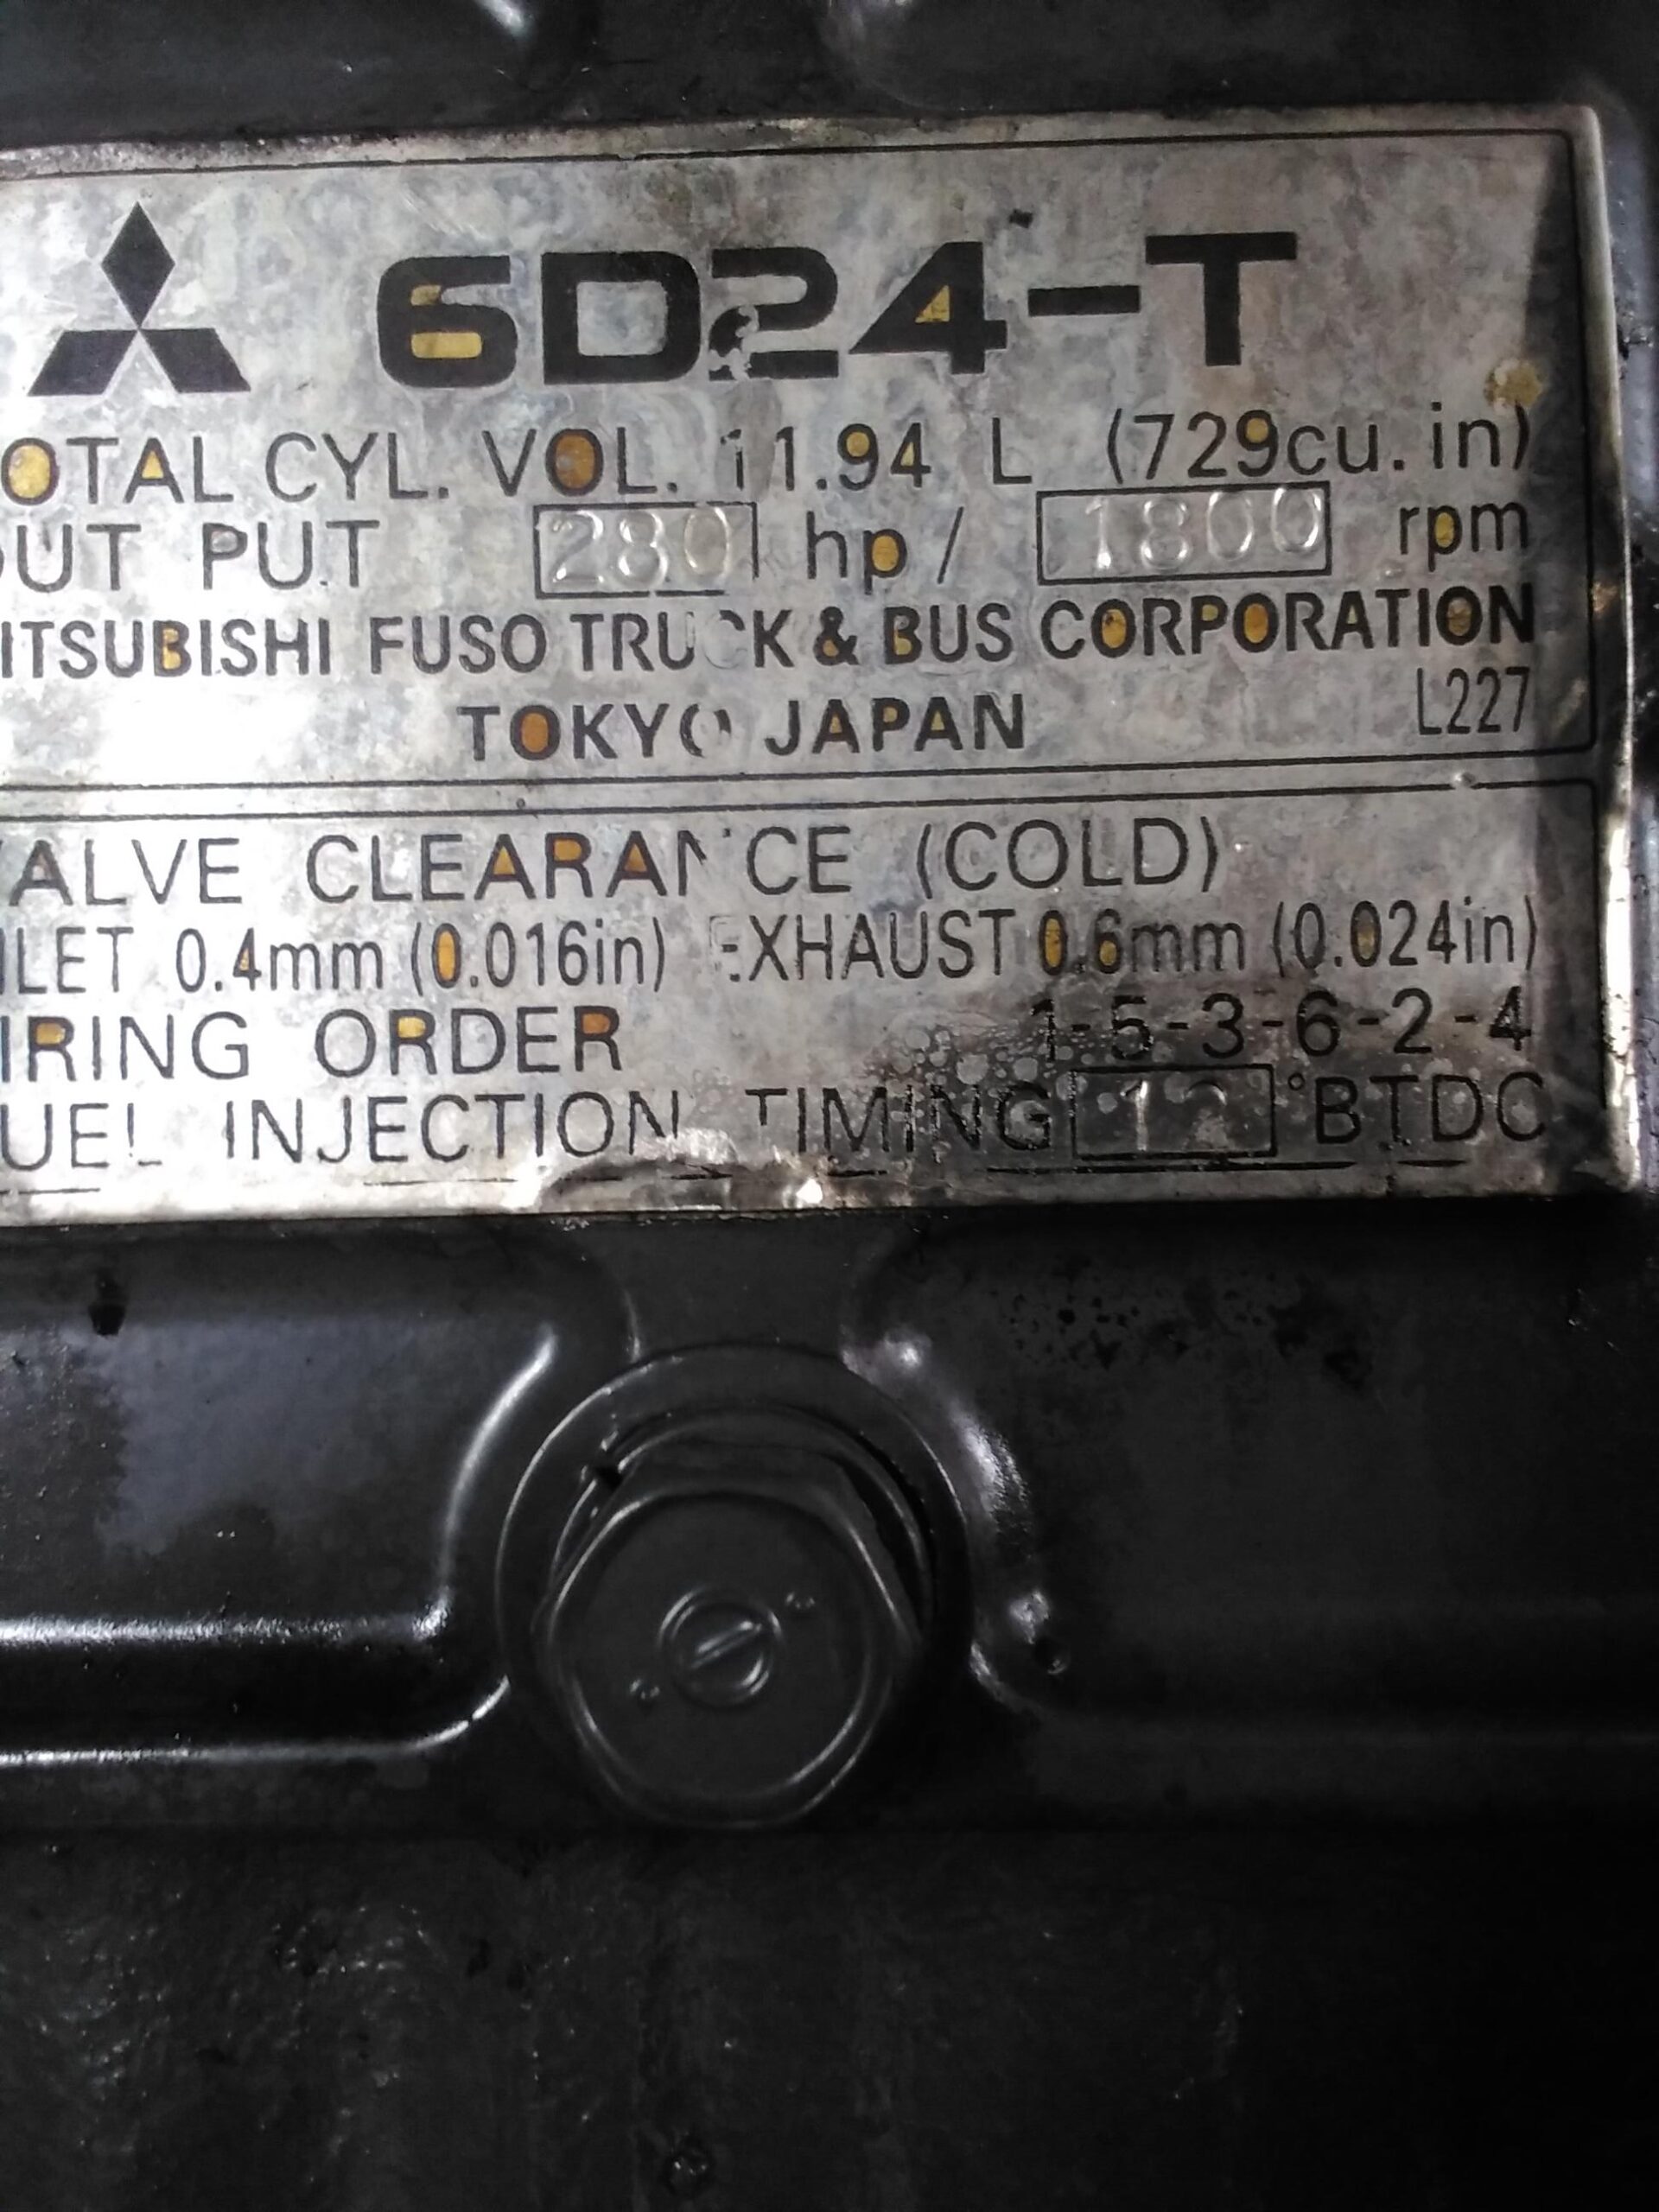 6D24-T
OTAL CYL. VOL. 11.94 L (729cu.in)
OUT PUT 280 hp / 1800 rpm
ITSUBISHI FUSO TRUCK & BUS CORPORATION
TOKYO JAPAN L227
ALVE CLEARANCE (COLD)
LET 0.4mm (0.016in) EXHAUST 0.6mm (0.024in)
IRING ORDER 1-5-3-6-2-4
UEL INJECTION TIMING °BTDC